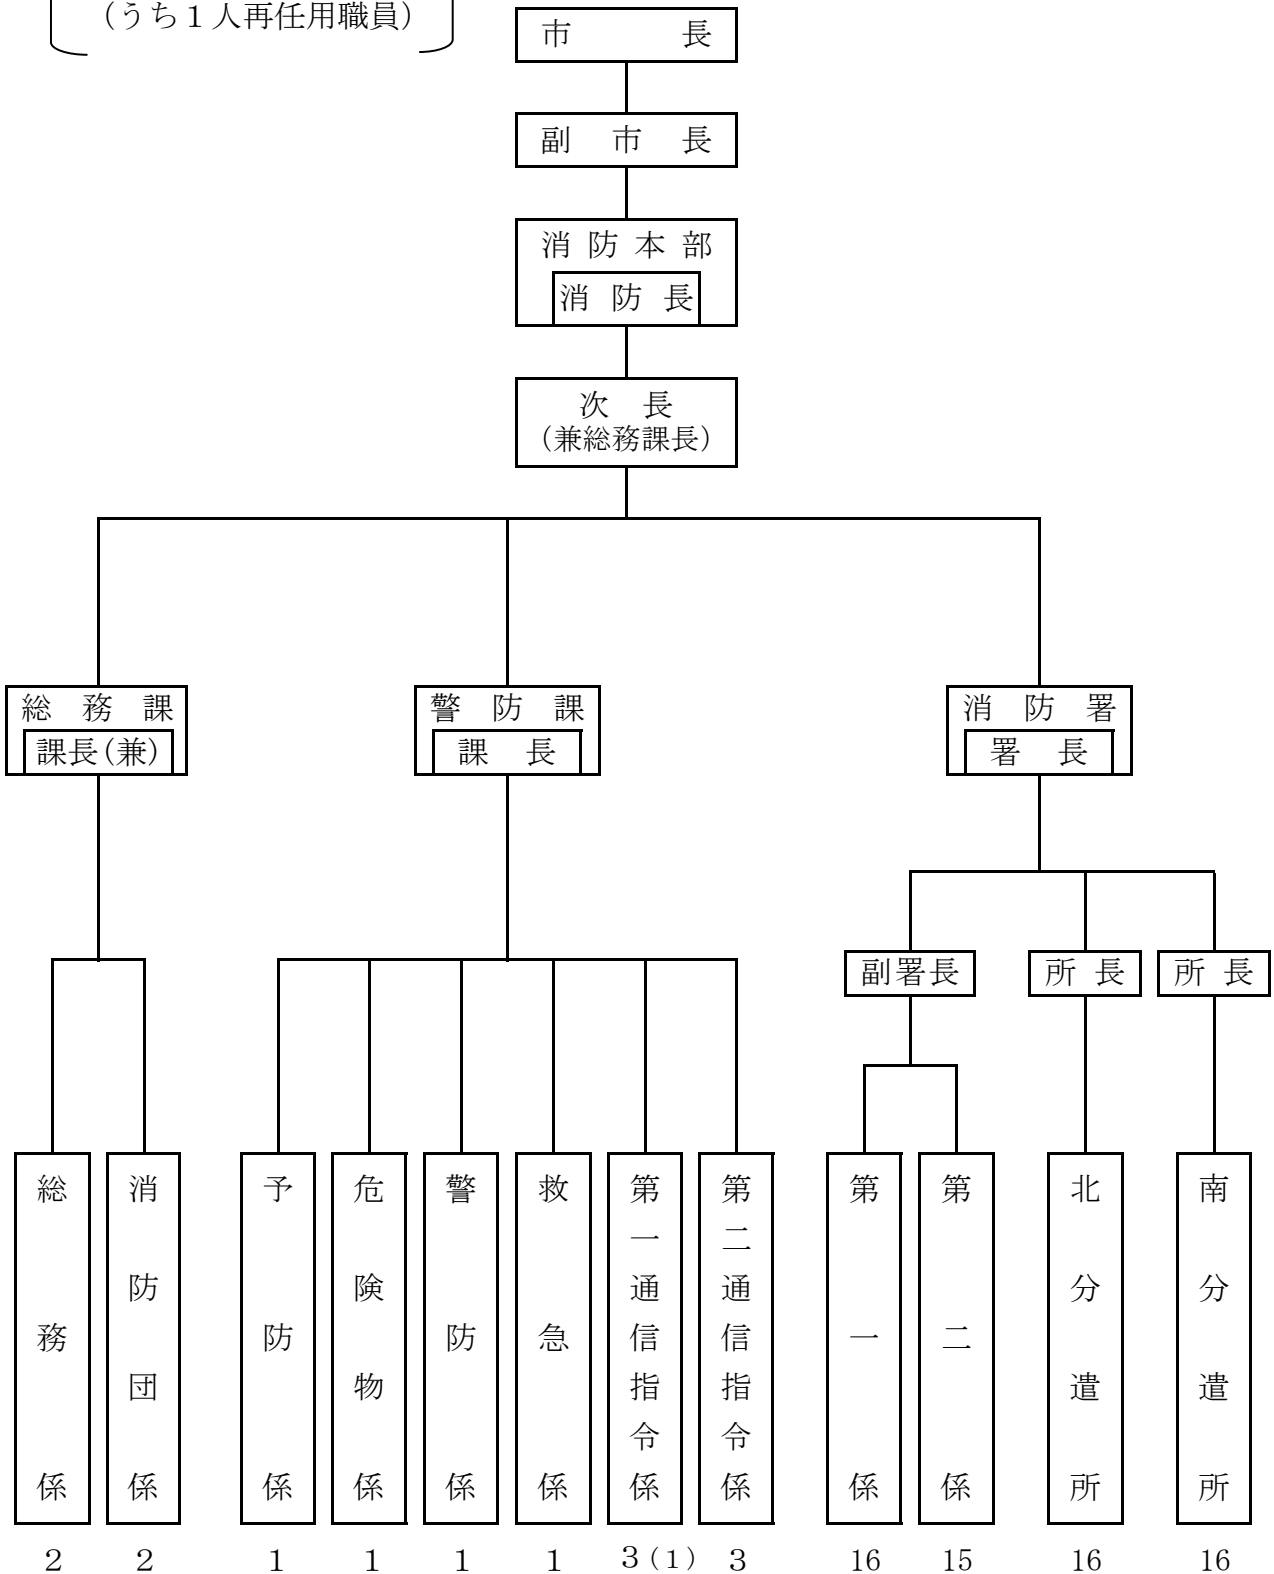 （うち１人再任用職員）
市長
副市長
消防本部
消防長
次長
（兼総務課長）
総務課
課長（兼）
警防課
課長
消防署
署長
副署長
所長
所長
総務係
消防団係
予防係
危険物係
警防係
救急係
第一通信指令係
第二通信指令係
第一係
第二係
北分遣所
南分遣所
2
2
1
1
1
1
3（1）
3
16
15
16
16